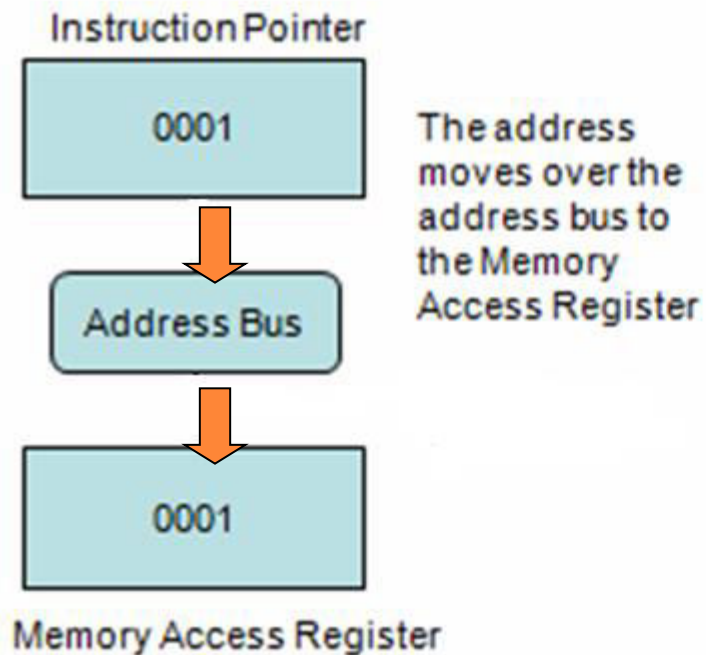 Instruction Pointer
0001
The address
moves over the
address bus to
the Memory
Access Register
Address Bus
0001
Memory Access Register